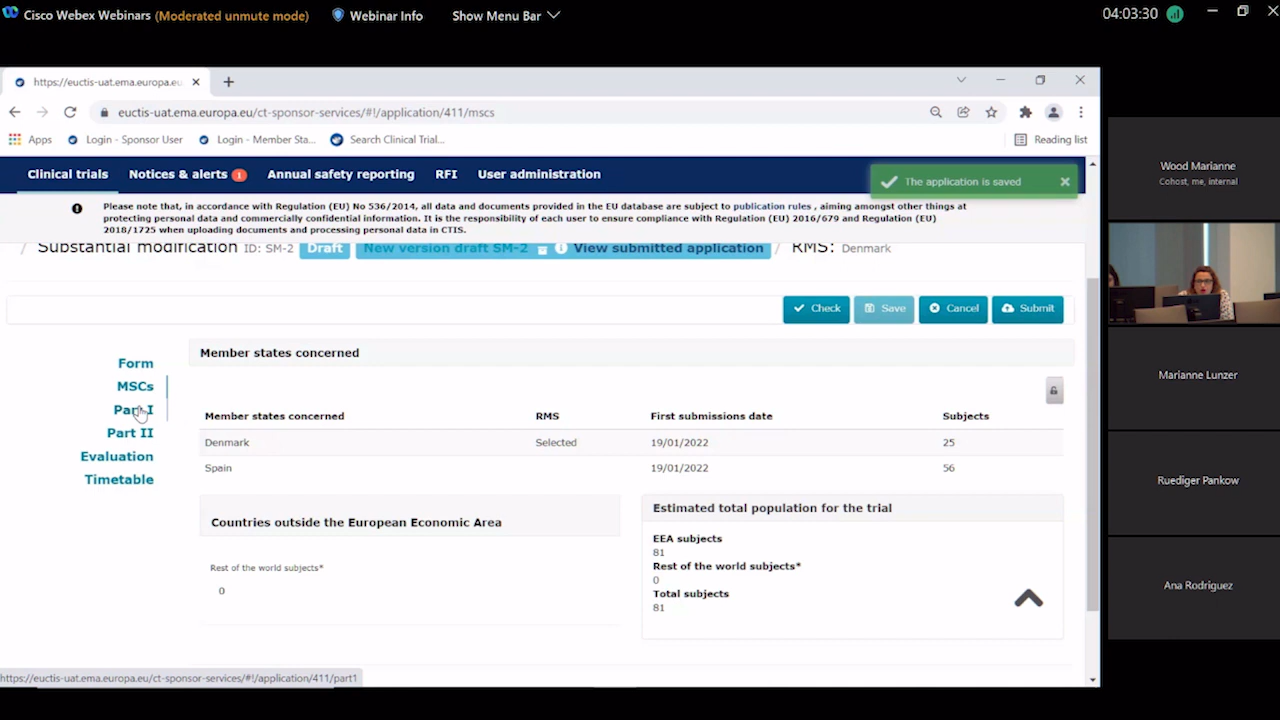 Cisco Webex Webinars (Moderated unmute mode) Webinar Info Show Menu Bar 04:03:30
https://euctis-uat.ema.europa.eu
euctis-uat.ema.europa.eu/ct-sponsor-services/#!/application/411/mscs
Apps Login - Sponsor User Login - Member Sta... Search Clinical Trial... Reading list
Clinical trials Notices & alerts 1 Annual safety reporting RFI User administration
The application is saved
Please note that, in accordance with Regulation (EU) No 536/2014, all data and documents provided in the EU database are subject to publication rules , aiming amongst other things at
protecting personal data and commercially confidential information. It is the responsibility of each user to ensure compliance with Regulation (EU) 2016/679 and Regulation (EU)
2018/1725 when uploading documents and processing personal data in CTIS.
/ Substantial modification ID: SM-2 Draft New version draft SM-2 View submitted application / RMS: Denmark
Check Save Cancel Submit
Form
MSCs
Part I
Part II
Evaluation
Timetable
Member states concerned
Member states concerned RMS First submissions date Subjects
Denmark Selected 19/01/2022 25
Spain 19/01/2022 56
Countries outside the European Economic Area
Rest of the world subjects*
0
Estimated total population for the trial
EEA subjects
81
Rest of the world subjects*
0
Total subjects
81
https://euctis-uat.ema.europa.eu/ct-sponsor-services/#!/application/411/part1
Wood Marianne
Cohost, me, internal
Marianne Lunzer
Ruediger Pankow
Ana Rodriguez